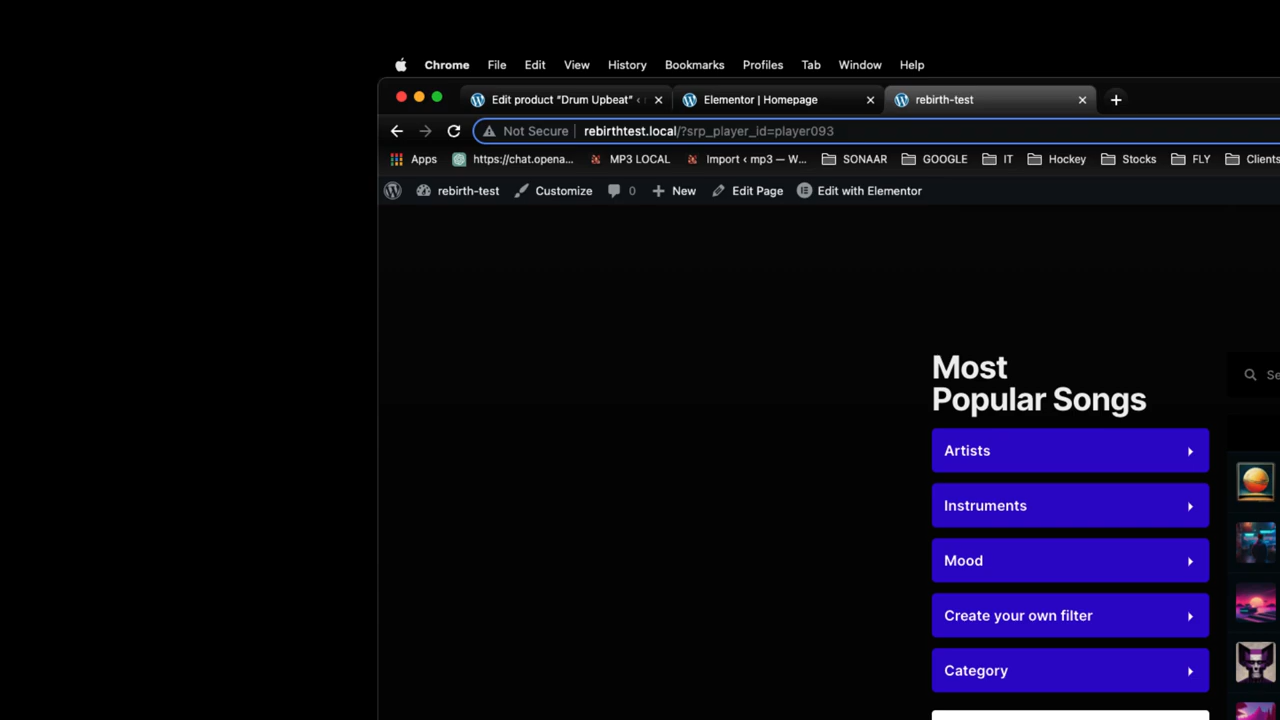 Chrome File Edit View History Bookmarks Profiles Tab Window Help
Edit product “Drum Upbeat” ‹ Elementor | Homepage rebirth-test
Not Secure rebirthtest.local/?srp_player_id=player093
Apps https://chat.opena... MP3 LOCAL Import ‹ mp3 — W... SONAAR GOOGLE IT Hockey Stocks FLY Clients
rebirth-test Customize 0 New Edit Page Edit with Elementor
Most
Popular Songs
Se
Artists
Instruments
Mood
Create your own filter
Category